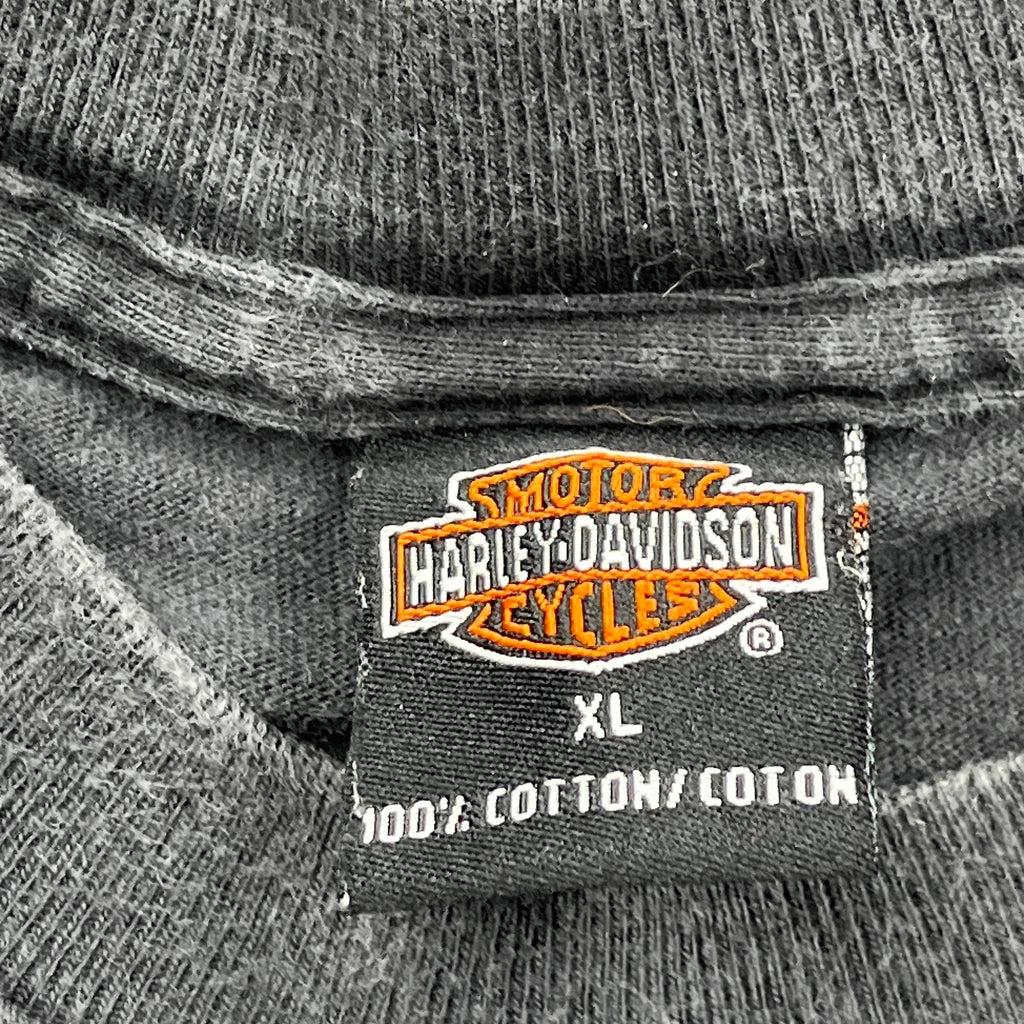 MOTOR
HARLEY-DAVIDSON
CYCLES
®
XL
100% COTTON/COTON